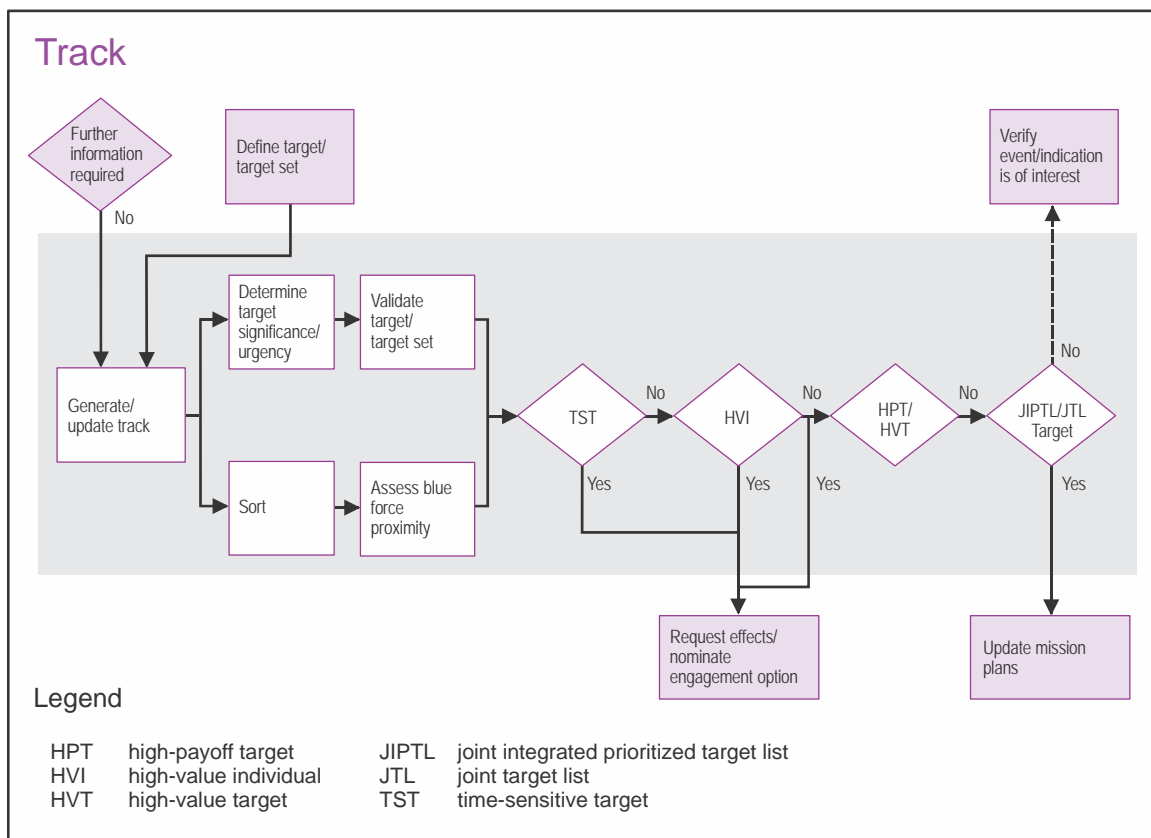 Track
Further
information
required
Define target/
target set
Verify
event/indication
is of interest
No
Determine
target
significance/
urgency
Validate
target/
target set
No
Generate/
update track
TST
No
HVI
No
HPT/
HVT
No
JIPTL/JTL
Target
Sort
Assess blue
force
proximity
Yes
Yes
Yes
Yes
Request effects/
nominate
engagement option
Update mission
plans
Legend
HPT high-payoff target
HVI high-value individual
HVT high-value target
JIPTL joint integrated prioritized target list
JTL joint target list
TST time-sensitive target